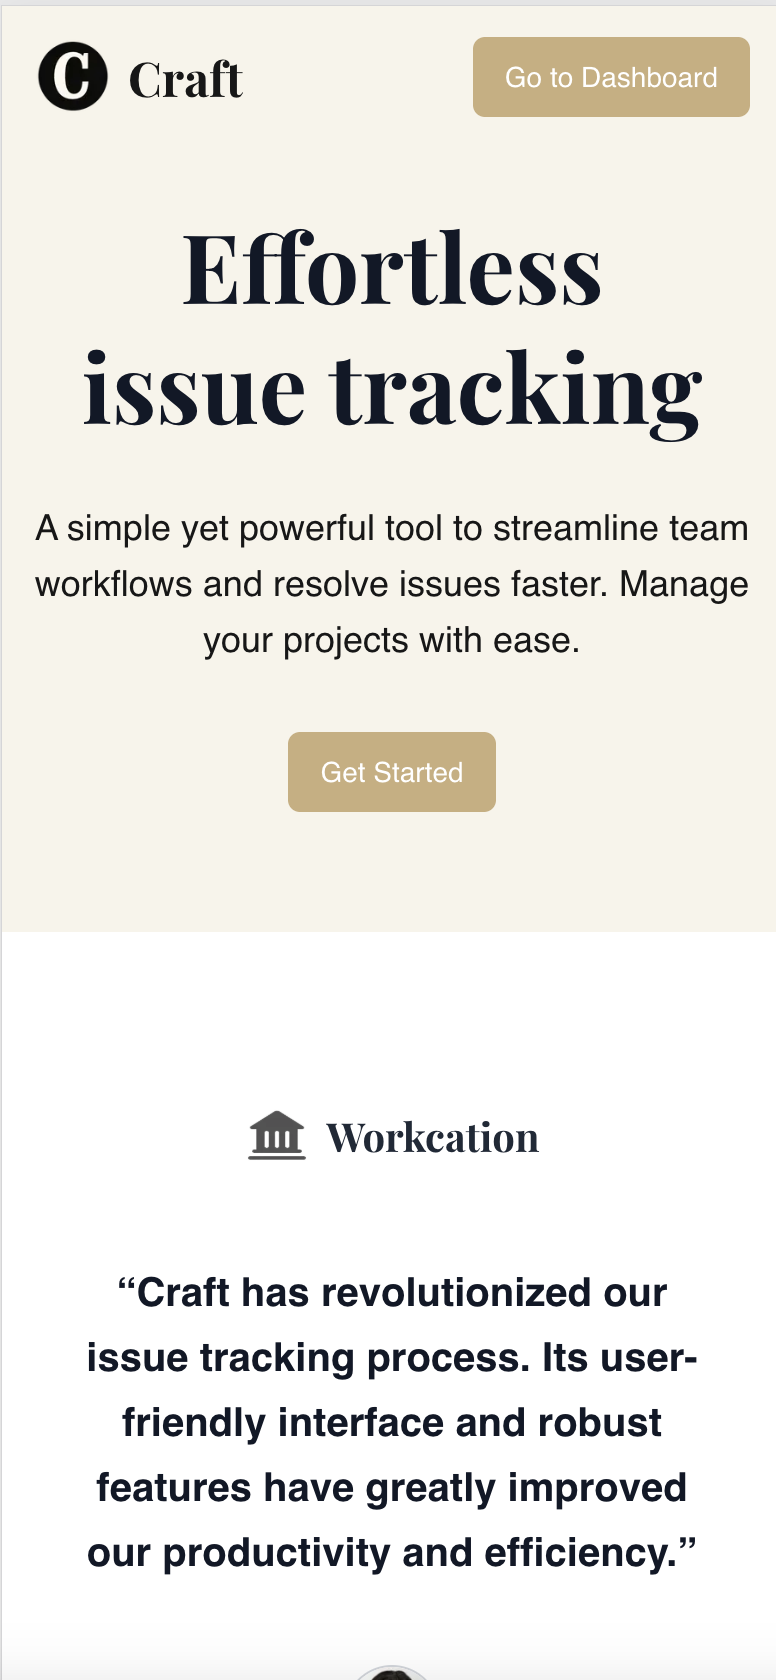 C Craft
Go to Dashboard
Effortless
issue tracking
A simple yet powerful tool to streamline team
workflows and resolve issues faster. Manage
your projects with ease.
Get Started
Workcation
“Craft has revolutionized our
issue tracking process. Its user-
friendly interface and robust
features have greatly improved
our productivity and efficiency.”